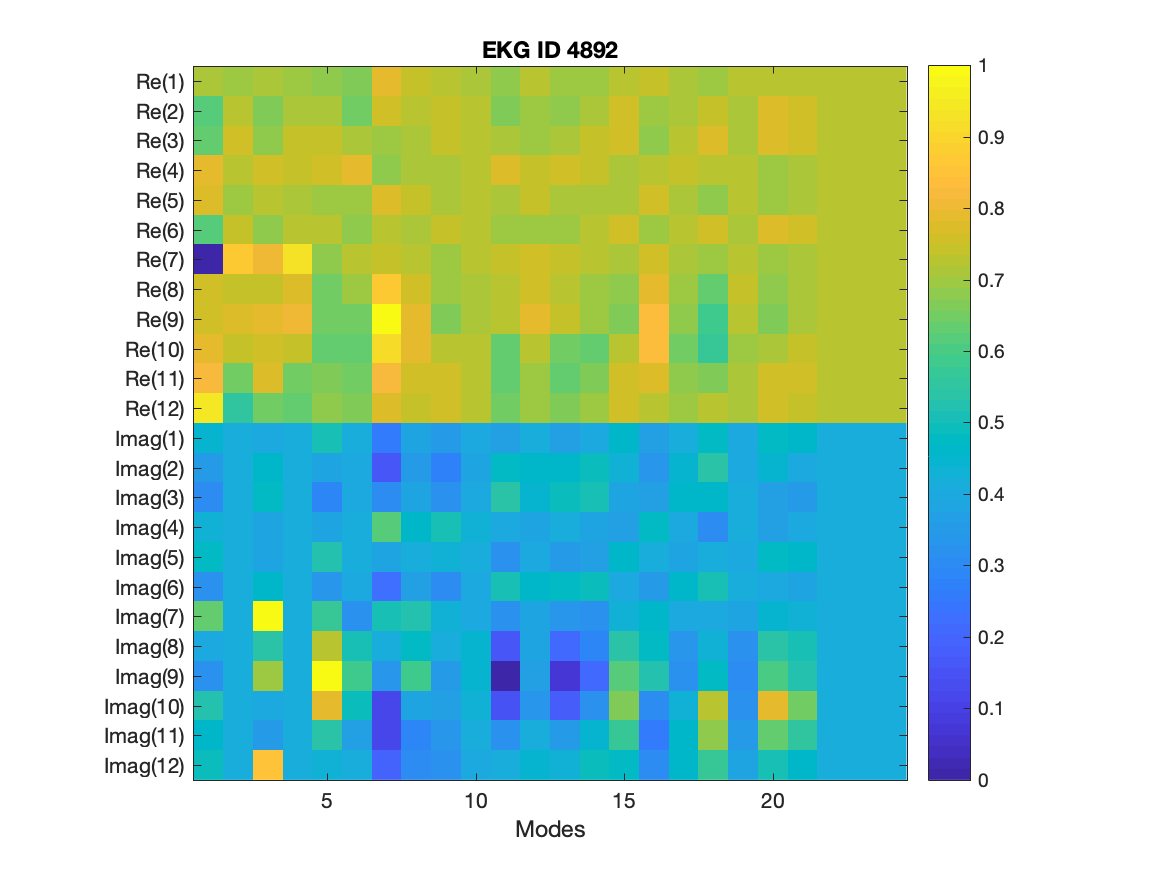 EKG ID 4892
Re(1)
Re(2)
Re(3)
Re(4)
Re(5)
Re(6)
Re(7)
Re(8)
Re(9)
Re(10)
Re(11)
Re(12)
Imag(1)
Imag(2)
Imag(3)
Imag(4)
Imag(5)
Imag(6)
Imag(7)
Imag(8)
Imag(9)
Imag(10)
Imag(11)
Imag(12)
5 10 15 20
Modes
1
0.9
0.8
0.7
0.6
0.5
0.4
0.3
0.2
0.1
0